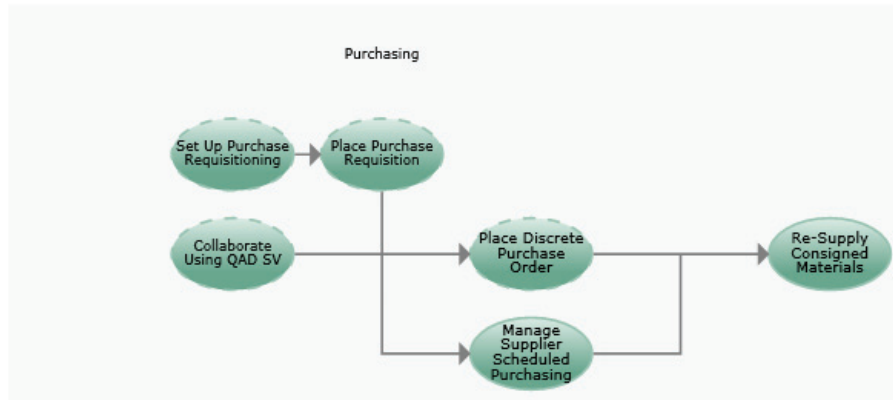 Purchasing
Set Up Purchase
Requisitioning
Place Purchase
Requisition
Collaborate
Using QAD SV
Place Discrete
Purchase
Order
Re-Supply
Consigned
Materials
Manage
Supplier
Scheduled
Purchasing